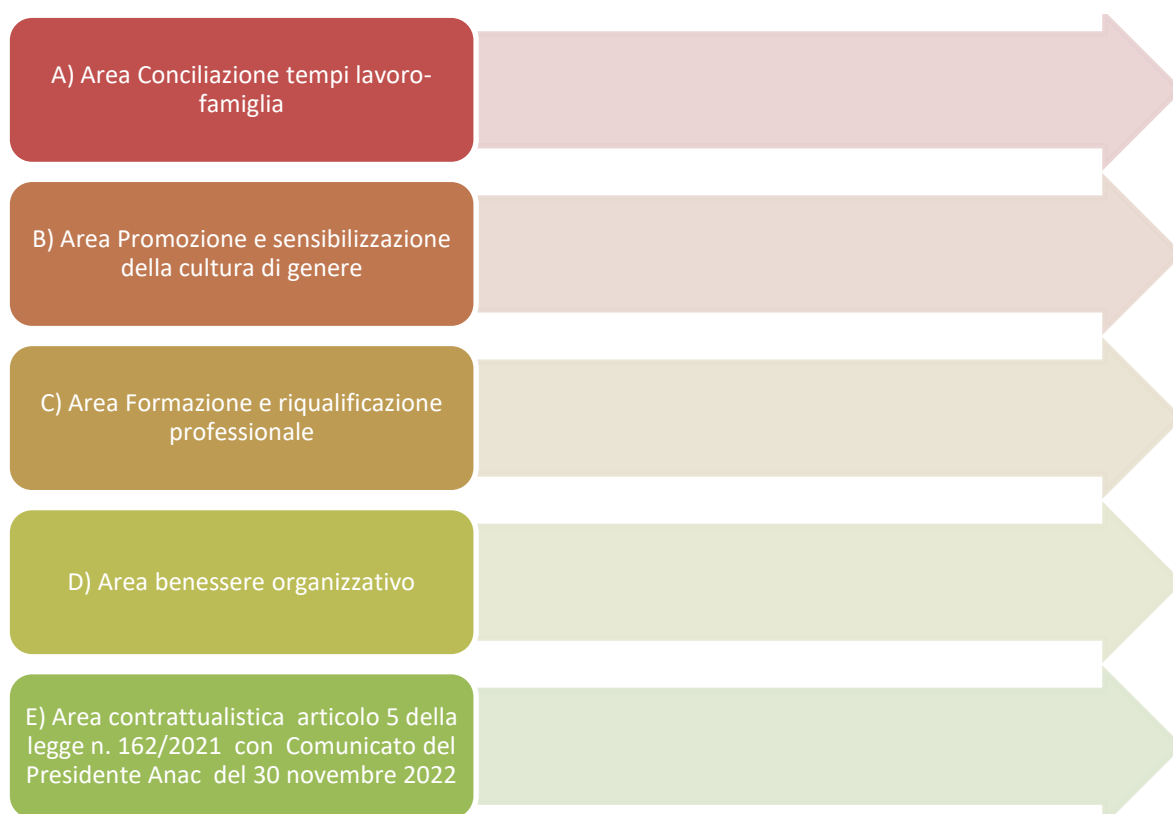 A) Area Conciliazione tempi lavoro-
famiglia
B) Area Promozione e sensibilizzazione
della cultura di genere
C) Area Formazione e riqualificazione
professionale
D) Area benessere organizzativo
E) Area contrattualistica articolo 5 della
legge n. 162/2021 con Comunicato del
Presidente Anac del 30 novembre 2022